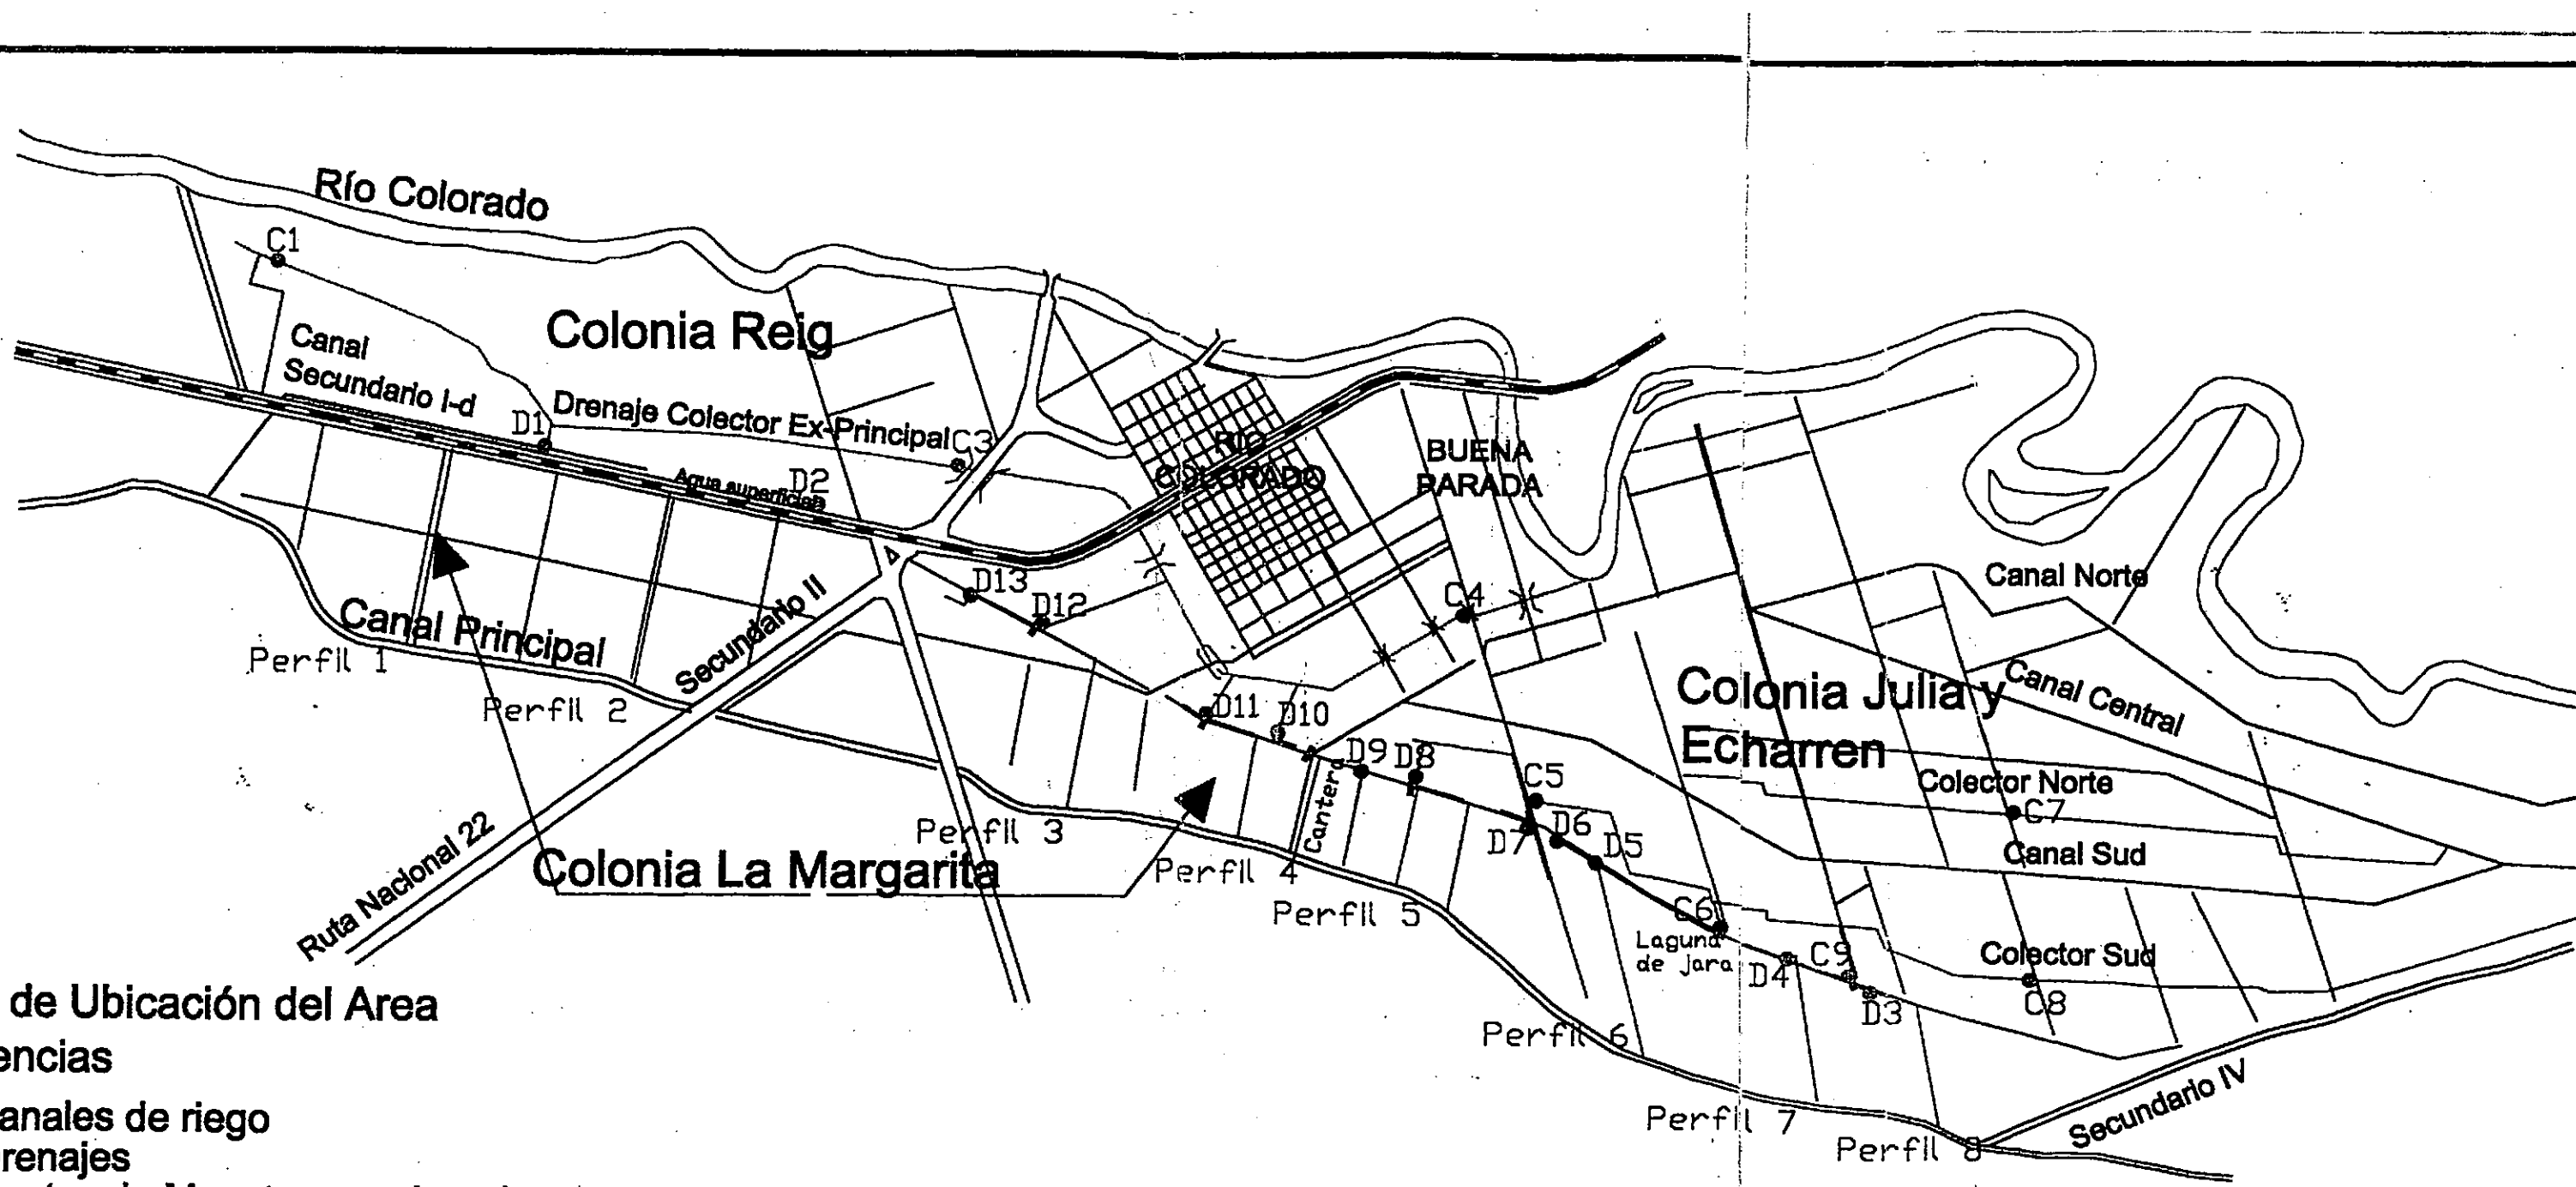 Río Colorado
C1
Colonia Reig
Canal
Secundario I-d
D1
Drenaje Colector Ex-Principal
C3
D2
Agua superficial
RIO
COLORADO
BUENA
PARADA
C4
Canal Norte
D13
D12
Secundario II
Canal Principal
Perfil 1
Perfil 2
D11
D10
D9
D8
Cantera
Colonia Julia y
Echarren
Canal Central
Colector Norte
C7
C5
D7
D6
D5
Canal Sud
Perfil 3
Colonia La Margarita
Perfil 4
Perfil 5
Ruta Nacional 22
C6
Laguna
de Jara
D4
C9
D3
Colector Sud
C8
Perfil 6
Perfil 7
Perfil 8
Secundario IV
de Ubicación del Area
encias
anales de riego
renajes